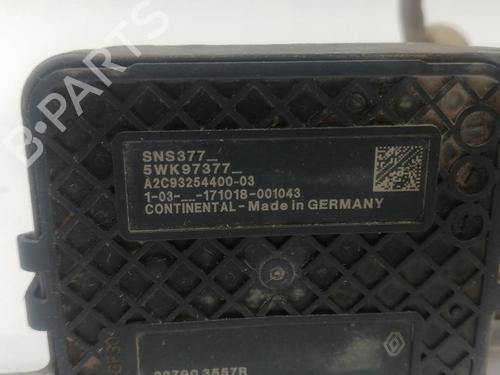 SNS377_
5WK97377_
A2C93254400-03
1-03-__-171018-001043
CONTINENTAL - Made in GERMANY
B-PARTS